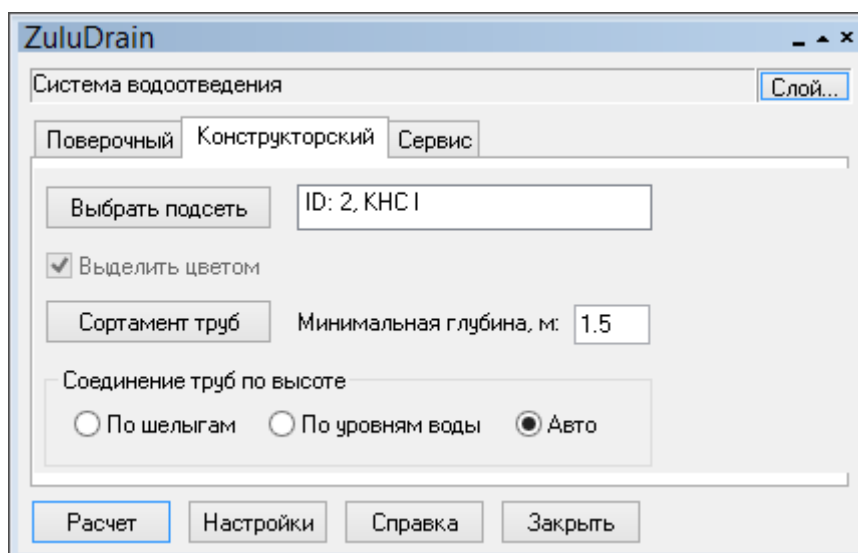 ZuluDrain
Система водоотведения Слой...
Поверочный Конструкторский Сервис
Выбрать подсеть ID: 2, КНС I
Выделить цветом
Сортамент труб Минимальная глубина, м: 1.5
Соединение труб по высоте
По шелыгам По уровням воды Авто
Расчет Настройки Справка Закрыть